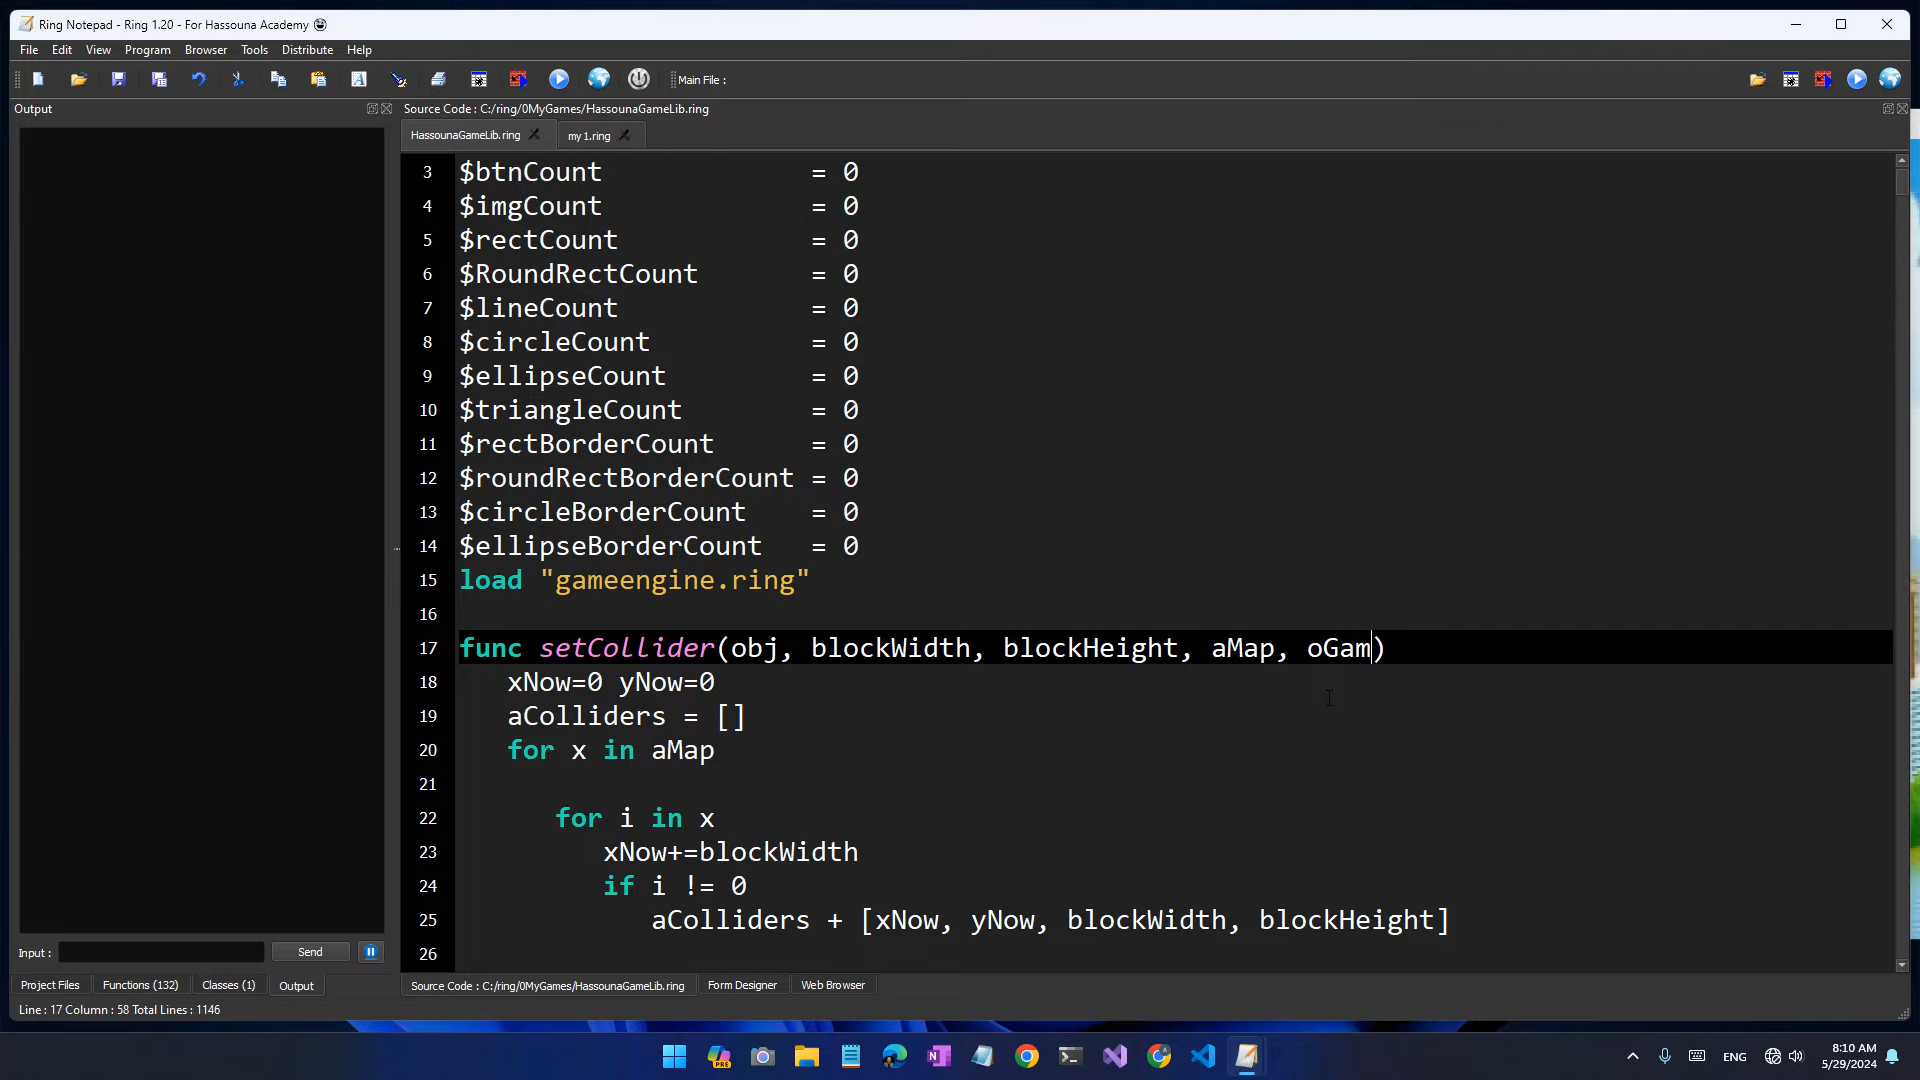 Ring Notepad - Ring 1.20 - For Hassouna Academy 😀
File Edit View Program Browser Tools Distribute Help
Main File :
Output
Source Code : C:/ring/0MyGames/HassounaGameLib.ring
HassounaGameLib.ring my 1.ring
3 $btnCount = 0
4 $imgCount = 0
5 $rectCount = 0
6 $RoundRectCount = 0
7 $lineCount = 0
8 $circleCount = 0
9 $ellipseCount = 0
10 $triangleCount = 0
11 $rectBorderCount = 0
12 $roundRectBorderCount = 0
13 $circleBorderCount = 0
14 $ellipseBorderCount = 0
15 load "gameengine.ring"
16
17 func setCollider(obj, blockWidth, blockHeight, aMap, oGam)
18 xNow=0 yNow=0
19 aColliders = []
20 for x in aMap
21
22 for i in x
23 xNow+=blockWidth
24 if i != 0
25 aColliders + [xNow, yNow, blockWidth, blockHeight]
26
Input : Send
Project Files Functions (132) Classes (1) Output
Source Code : C:/ring/0MyGames/HassounaGameLib.ring Form Designer Web Browser
Line : 17 Column : 58 Total Lines : 1146
PRE
ENG
8:10 AM
5/29/2024